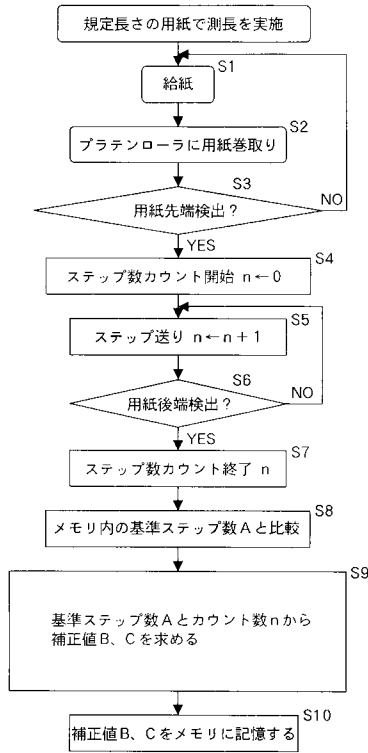 規定長さの用紙で測長を実施
S1
給紙
S2
プラテンローラに用紙巻取り
S3
用紙先端検出？
NO
YES
S4
ステップ数カウント開始 n←0
S5
ステップ送り n←n＋1
S6
用紙後端検出？
NO
YES
S7
ステップ数カウント終了 n
S8
メモリ内の基準ステップ数Aと比較
S9
基準ステップ数Aとカウント数nから
補正値B、Cを求める
S10
補正値B、Cをメモリに記憶する